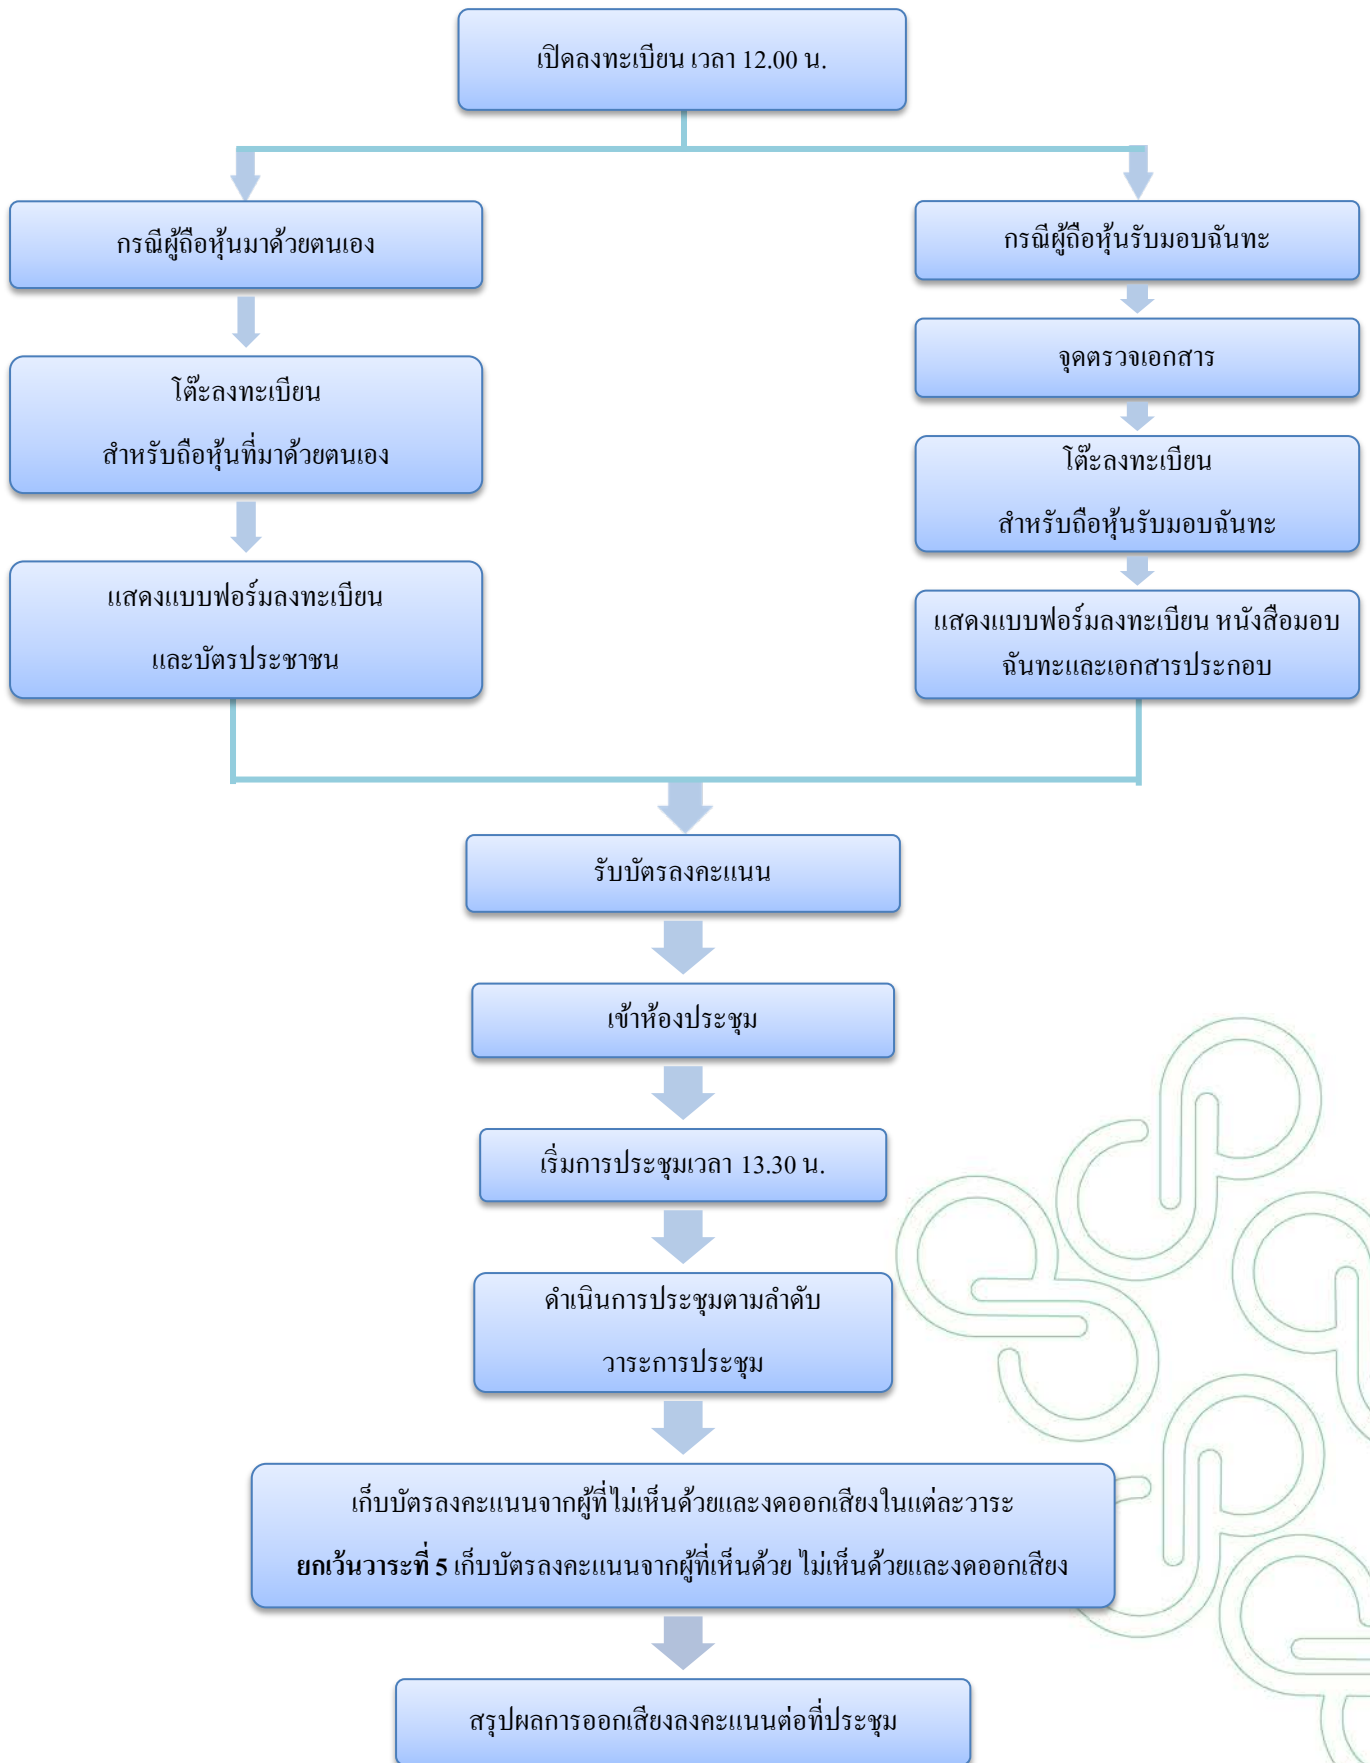 เปิดลงทะเบียน เวลา 12.00 น.
กรณีผู้ถือหุ้นมาด้วยตนเอง
โต๊ะลงทะเบียน
สำหรับถือหุ้นที่มาด้วยตนเอง
แสดงแบบฟอร์มลงทะเบียน
และบัตรประชาชน
กรณีผู้ถือหุ้นรับมอบฉันทะ
จุดตรวจเอกสาร
โต๊ะลงทะเบียน
สำหรับถือหุ้นรับมอบฉันทะ
แสดงแบบฟอร์มลงทะเบียน หนังสือมอบ
ฉันทะและเอกสารประกอบ
รับบัตรลงคะแนน
เข้าห้องประชุม
เริ่มการประชุมเวลา 13.30 น.
ดำเนินการประชุมตามลำดับ
วาระการประชุม
เก็บบัตรลงคะแนนจากผู้ที่ไม่เห็นด้วยและงดออกเสียงในแต่ละวาระ
ยกเว้นวาระที่ 5 เก็บบัตรลงคะแนนจากผู้ที่เห็นด้วย ไม่เห็นด้วยและงดออกเสียง
สรุปผลการออกเสียงลงคะแนนต่อที่ประชุม